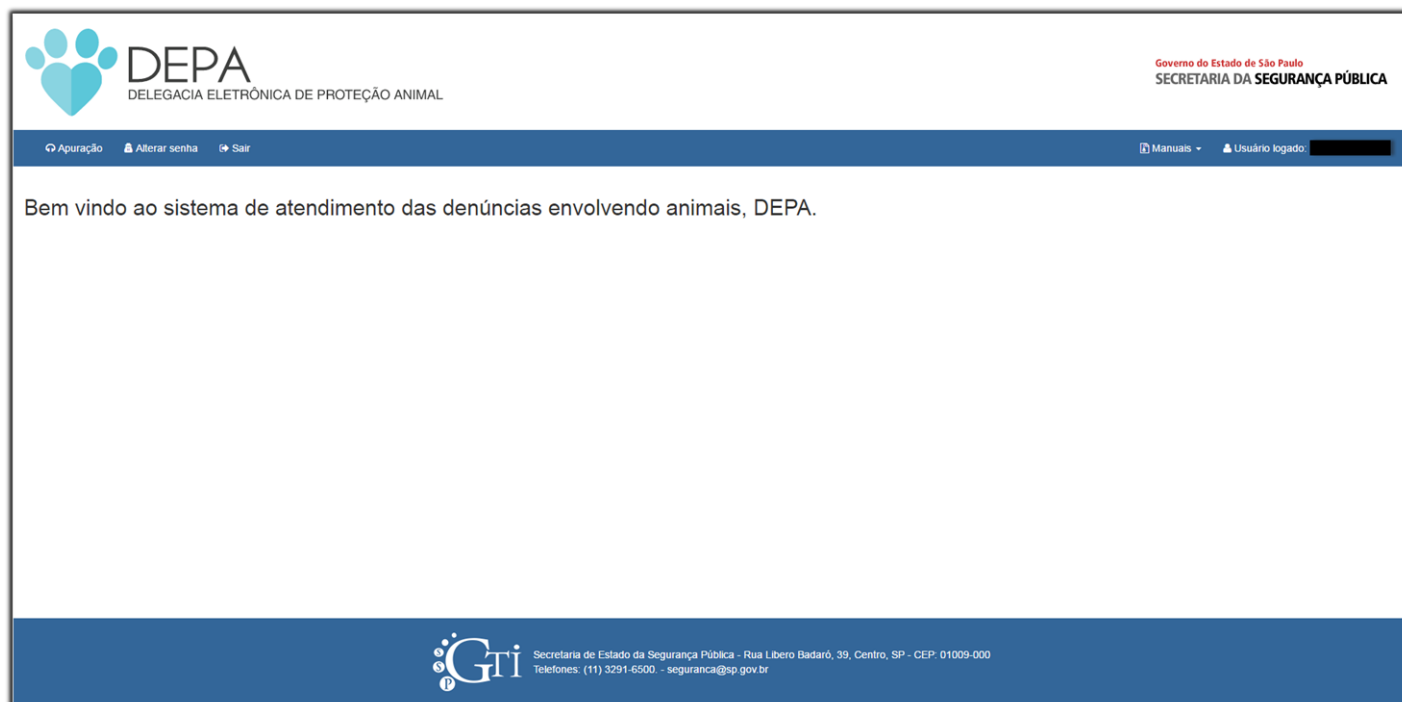 DEPA
DELEGACIA ELETRÔNICA DE PROTEÇÃO ANIMAL
Governo do Estado de São Paulo
SECRETARIA DA SEGURANÇA PÚBLICA
Apuração Alterar senha Sair Manuais Usuário logado:
Bem vindo ao sistema de atendimento das denúncias envolvendo animais, DEPA.
SSP GTi
Secretaria de Estado da Segurança Pública - Rua Libero Badaró, 39, Centro, SP - CEP: 01009-000
Telefones: (11) 3291-6500. - seguranca@sp.gov.br